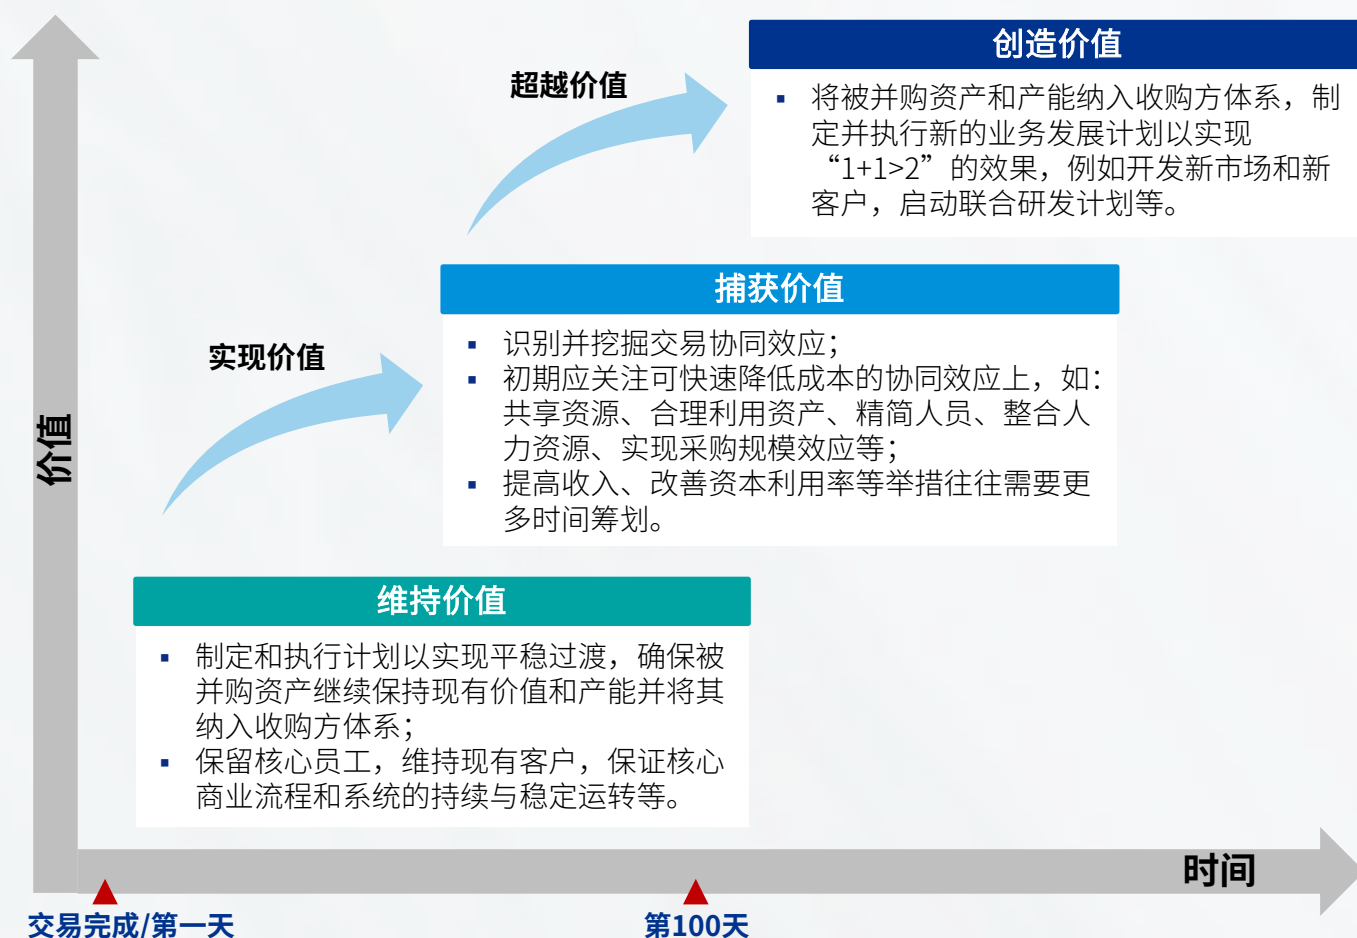 创造价值
▪ 将被并购资产和产能纳入收购方体系，制
定并执行新的业务发展计划以实现
“1+1>2”的效果，例如开发新市场和新
客户，启动联合研发计划等。
超越价值
捕获价值
▪ 识别并挖掘交易协同效应；
▪ 初期应关注可快速降低成本的协同效应上，如：
共享资源、合理利用资产、精简人员、整合人
力资源、实现采购规模效应等；
▪ 提高收入、改善资本利用率等举措往往需要更
多时间筹划。
实现价值
价值
维持价值
▪ 制定和执行计划以实现平稳过渡，确保被
并购资产继续保持现有价值和产能并将其
纳入收购方体系；
▪ 保留核心员工，维持现有客户，保证核心
商业流程和系统的持续与稳定运转等。
时间
交易完成/第一天
第100天